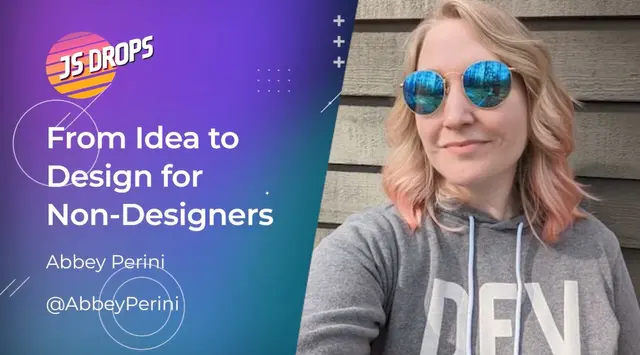 JS DROPS
From Idea to
Design for
Non-Designers
Abbey Perini
@AbbeyPerini
DEV